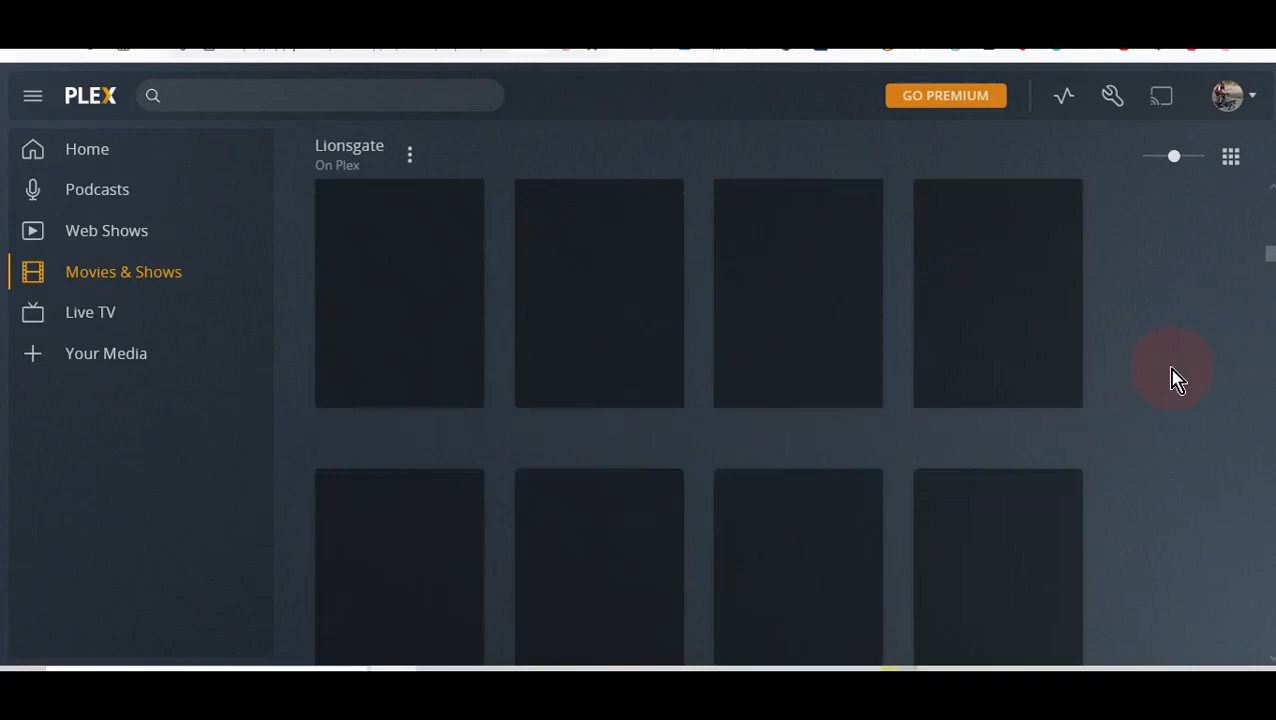 PLEX
GO PREMIUM
Home
Podcasts
Web Shows
Movies & Shows
Live TV
Your Media
Lionsgate
On Plex